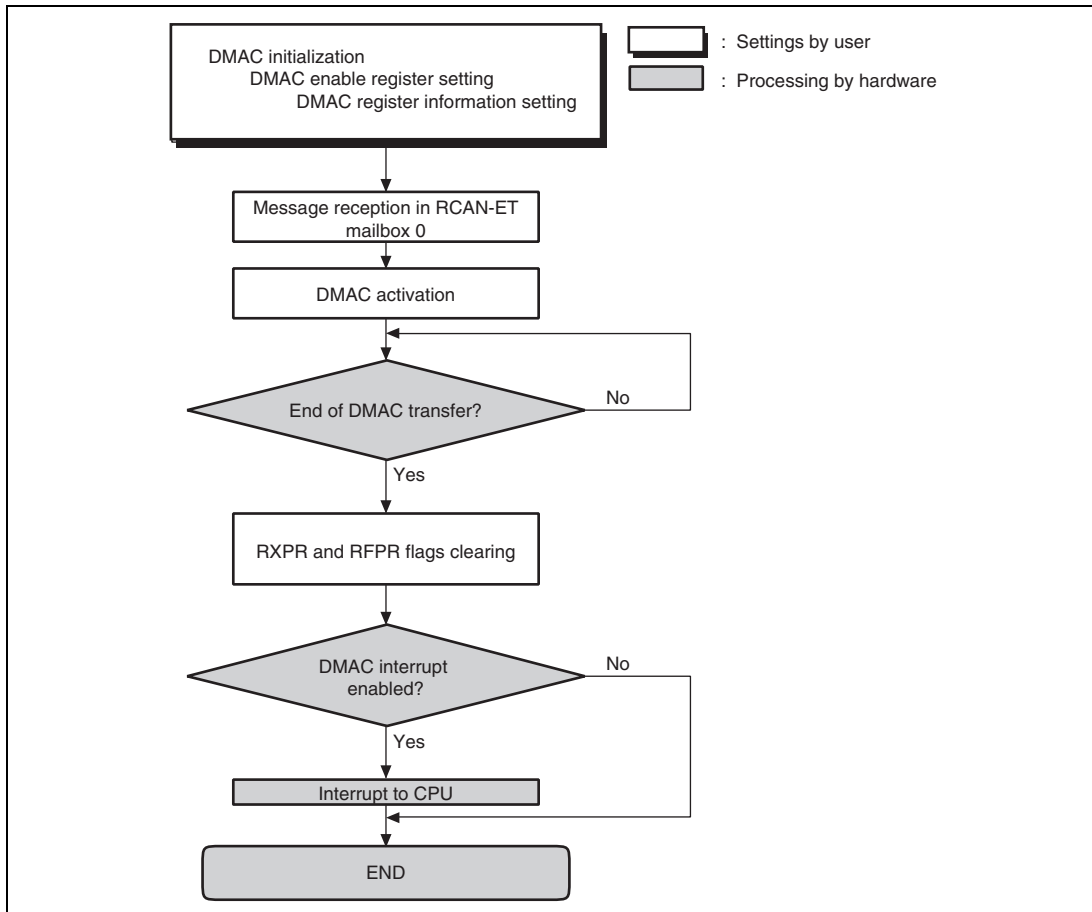 DMAC initialization
DMAC enable register setting
DMAC register information setting
: Settings by user
: Processing by hardware
Message reception in RCAN-ET
mailbox 0
DMAC activation
End of DMAC transfer?
No
Yes
RXPR and RFPR flags clearing
DMAC interrupt
enabled?
No
Yes
Interrupt to CPU
END